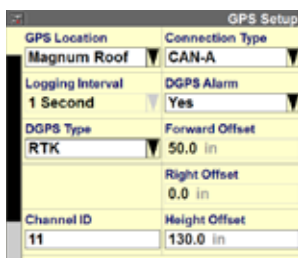 GPS Setup
GPS Location Connection Type
Magnum Roof CAN-A
Logging Interval DGPS Alarm
1 Second Yes
DGPS Type Forward Offset
RTK 50.0 in
Right Offset
0.0 in
Channel ID Height Offset
11 130.0 in